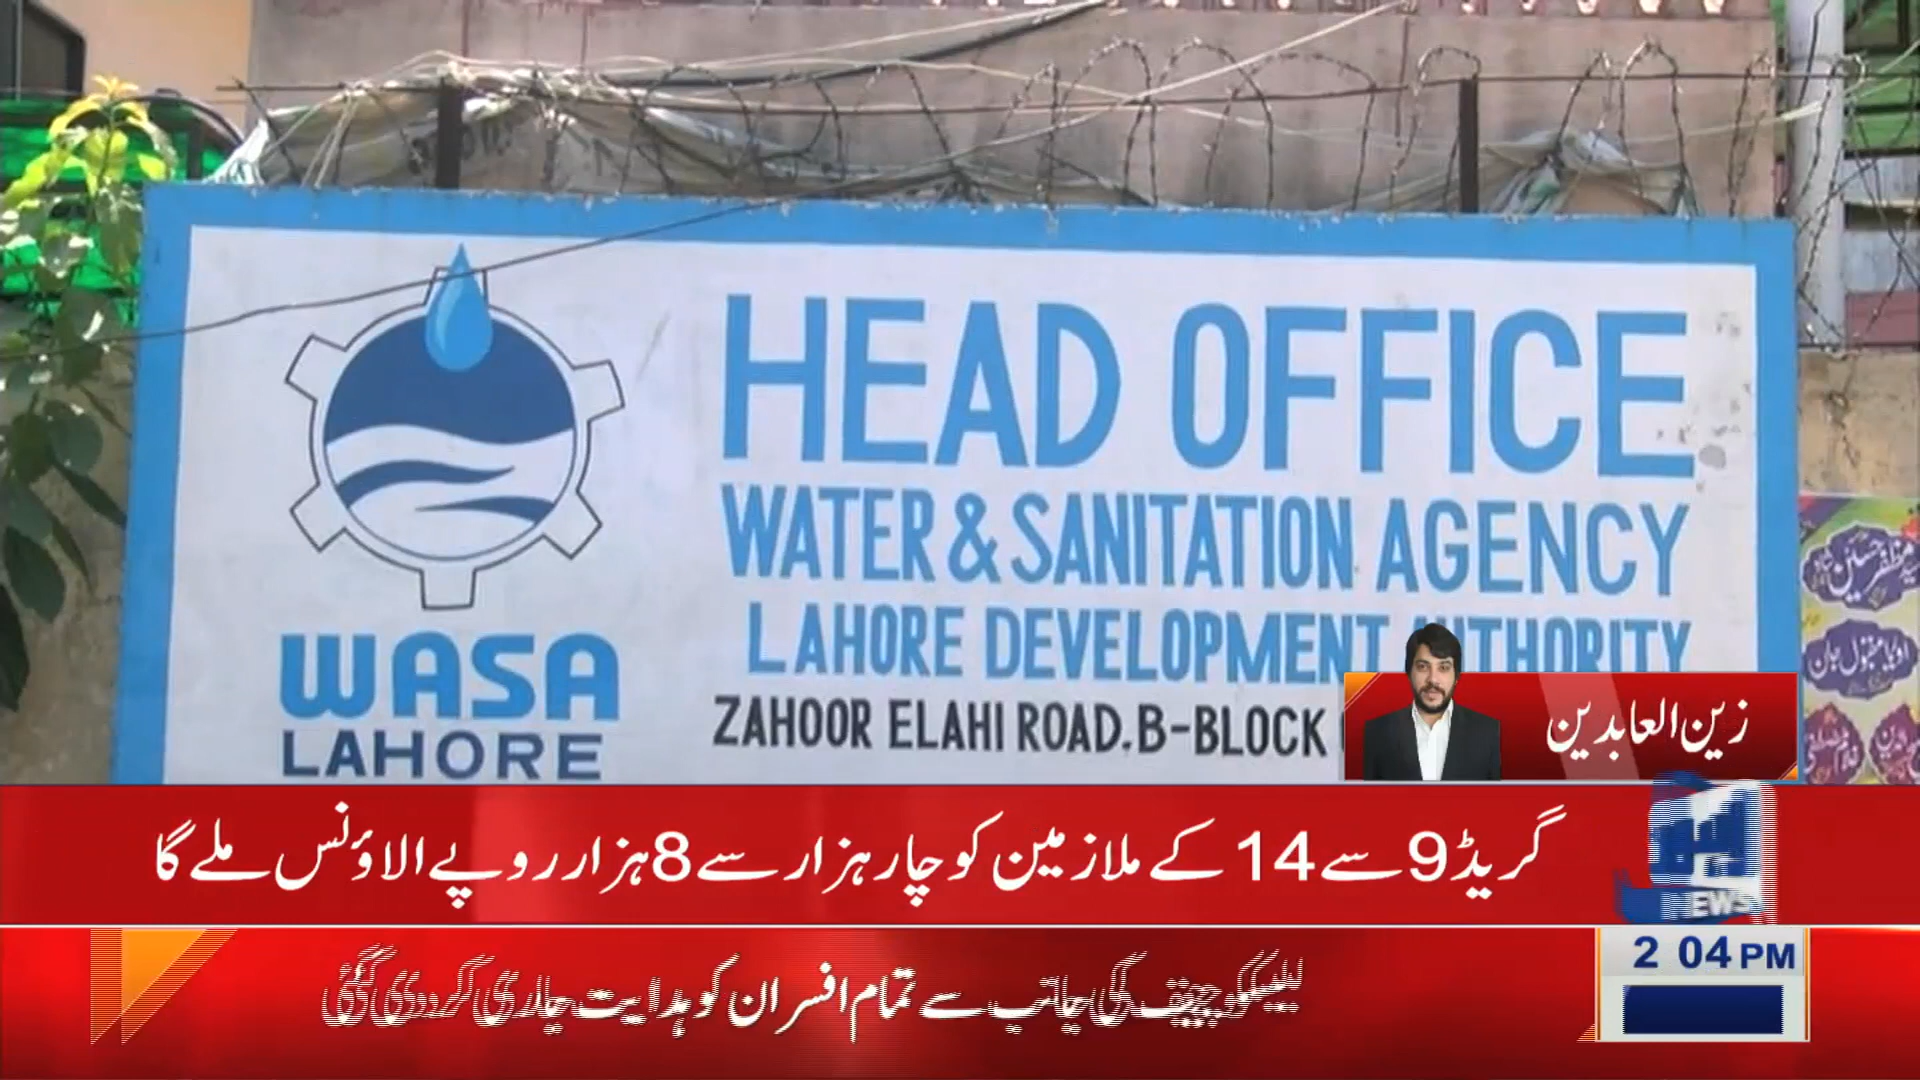 HEAD OFFICE
WATER & SANITATION AGENCY
LAHORE DEVELOPMENT AUTHORITY
ZAHOOR ELAHI ROAD. B-BLOCK
WASA
LAHORE
زین العابدین
گریڈ 9 سے 14 کے ملازمین کو چار ہزار سے 8 ہزار روپے الاؤنس ملے گا
NEWS
2 04 PM
لیسکو چیف کی جانب سے تمام افسران کو ہدایت جاری کر دی گئی